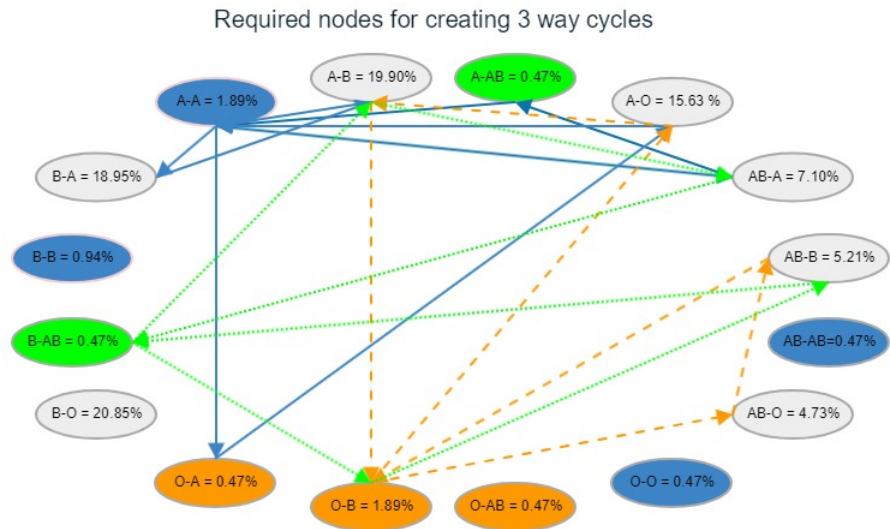 Required nodes for creating 3 way cycles
A-B = 19.90%
A-AB = 0.47%
A-A = 1.89%
A-O = 15.63 %
B-A = 18.95%
AB-A = 7.10%
B-B = 0.94%
AB-B = 5.21%
B-AB = 0.47%
AB-AB=0.47%
B-O = 20.85%
AB-O = 4.73%
O-A = 0.47%
O-O = 0.47%
O-B = 1.89%
O-AB = 0.47%